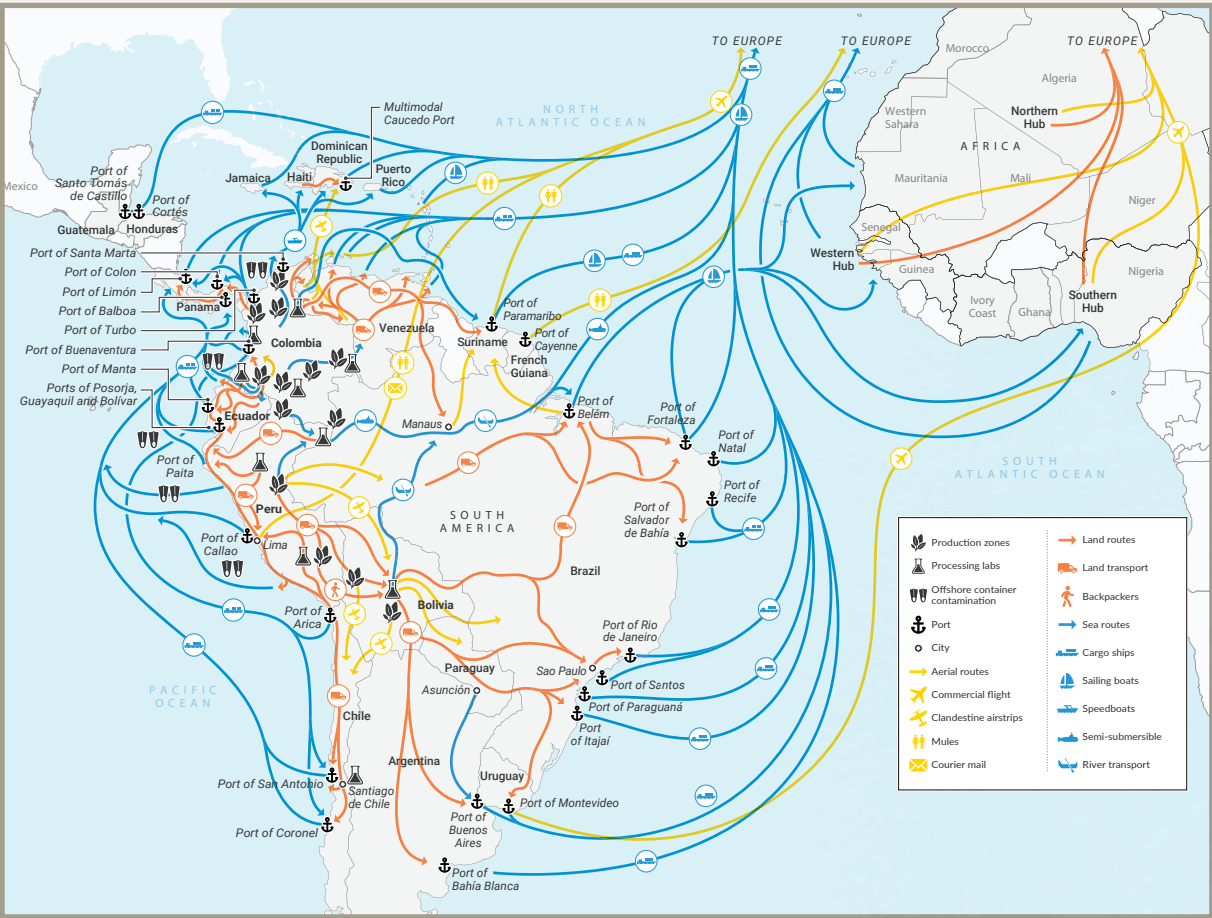 TO EUROPE
TO EUROPE
TO EUROPE
Morocco
Algeria
Western
Sahara
Northern
Hub
AFRICA
Mauritania
Mali
Niger
Senegal
Western
Hub
Guinea
Nigeria
Ivory
Coast
Ghana
Southern
Hub
NORTH
ATLANTIC OCEAN
Multimodal
Caucedo Port
Dominican
Republic
Puerto
Rico
Jamaica
Haiti
Mexico
Port of
Santo Tomás
de Castillo
Port of
Cortés
Guatemala
Honduras
Port of Santa Marta
Port of Colon
Port of Limón
Panama
Port of Balboa
Port of Turbo
Port of Buenaventura
Port of Manta
Ports of Posorja,
Guayaquil and Bolívar
Venezuela
Colombia
Suriname
Port of
Paramaribo
Port of
Cayenne
French
Guiana
Ecuador
Manaus
Port of
Belém
Port of
Fortaleza
Port of
Natal
Port of
Recife
Port of
Salvador
de Bahía
Port of
Paita
Peru
Port of
Callao
Lima
SOUTH
AMERICA
Brazil
SOUTH
ATLANTIC OCEAN
Port of
Arica
Bolivia
Port of Rio
de Janeiro
Sao Paulo
Port of Santos
Port of Paraguaná
Port
of Itajaí
Paraguay
Asunción
PACIFIC
OCEAN
Chile
Argentina
Uruguay
Port of San Antonio
Santiago
de Chile
Port of Coronel
Port of
Buenos
Aires
Port of Montevideo
Port of
Bahía Blanca
Production zones
Processing labs
Offshore container
contamination
Port
City
Aerial routes
Commercial flight
Clandestine airstrips
Mules
Courier mail
Land routes
Land transport
Backpackers
Sea routes
Cargo ships
Sailing boats
Speedboats
Semi-submersible
River transport